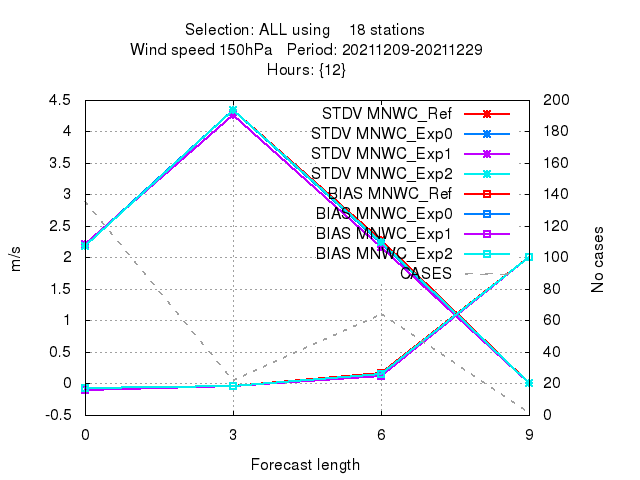 Selection: ALL using 18 stations
Wind speed 150hPa Period: 20211209-20211229
Hours: {12}
4.5
4
3.5
3
2.5
2
1.5
1
0.5
0
-0.5
m/s
STDV MNWC_Ref
STDV MNWC_Exp0
STDV MNWC_Exp1
STDV MNWC_Exp2
BIAS MNWC_Ref
BIAS MNWC_Exp0
BIAS MNWC_Exp1
BIAS MNWC_Exp2
CASES
200
180
160
140
120
100
80
60
40
20
0
No cases
0 3 6 9
Forecast length